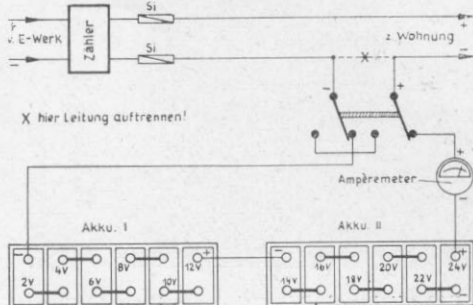 Si
+
v. E-Werk
Zähler
Si
z. Wohnung
X
X hier Leitung auftrennen!
Ampèremeter
Akku. I
Akku. II
2V
4V
6V
8V
10V
12V
14V
16V
18V
20V
22V
24V